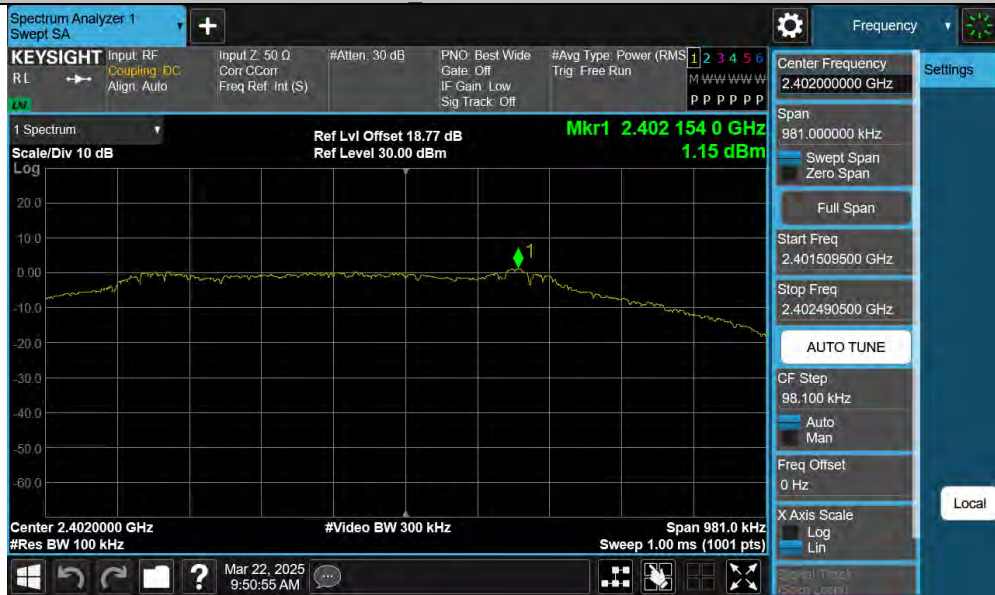 Spectrum Analyzer 1
Swept SA
+
Frequency
KEYSIGHT
RL
LNI
Input: RF
Coupling: DC
Align: Auto
Input Z: 50 Ω
Corr CCorr
Freq Ref: Int (S)
#Atten: 30 dB
PNO: Best Wide
Gate: Off
IF Gain: Low
Sig Track: Off
#Avg Type: Power (RMS
Trig: Free Run
1 2 3 4 5 6
M W W W W W
P P P P P P
1 Spectrum
Scale/Div 10 dB
Ref Lvl Offset 18.77 dB
Ref Level 30.00 dBm
Mkr1 2.402 154 0 GHz
1.15 dBm
Log
20.0
10.0
0.00
-10.0
-20.0
-30.0
-40.0
-50.0
-60.0
1
Center 2.4020000 GHz
#Res BW 100 kHz
#Video BW 300 kHz
Span 981.0 kHz
Sweep 1.00 ms (1001 pts)
Mar 22, 2025
9:50:55 AM
?
Center Frequency
2.402000000 GHz
Span
981.000000 kHz
Swept Span
Zero Span
Full Span
Start Freq
2.401509500 GHz
Stop Freq
2.402490500 GHz
AUTO TUNE
CF Step
98.100 kHz
Auto
Man
Freq Offset
0 Hz
X Axis Scale
Log
Lin
Signal Track
(Span Zoom)
Settings
Local